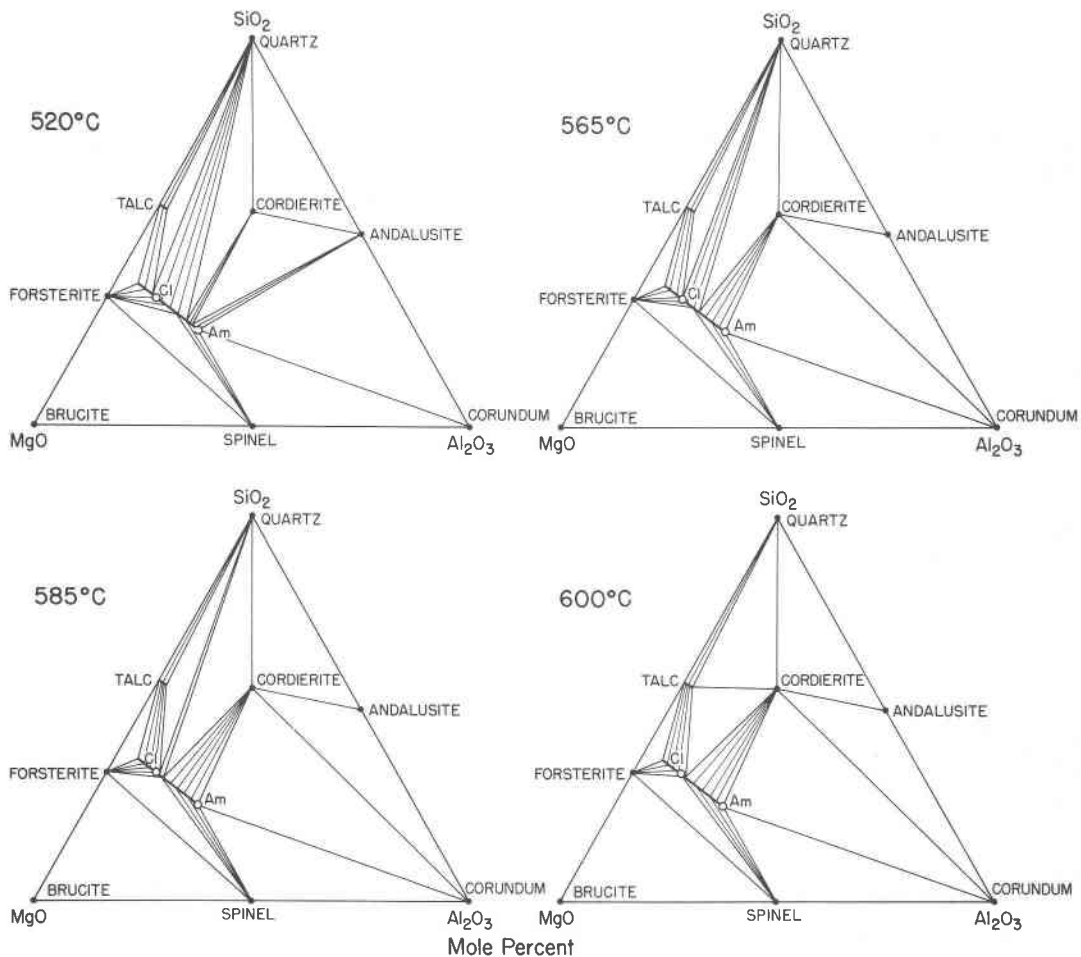 SiO2
QUARTZ
520°C
TALC
CORDIERITE
ANDALUSITE
FORSTERITE
Cl
Am
BRUCITE
CORUNDUM
MgO
SPINEL
Al2O3
SiO2
QUARTZ
565°C
TALC
CORDIERITE
ANDALUSITE
FORSTERITE
Cl
Am
BRUCITE
CORUNDUM
MgO
SPINEL
Al2O3
SiO2
QUARTZ
585°C
TALC
CORDIERITE
ANDALUSITE
FORSTERITE
Cl
Am
BRUCITE
CORUNDUM
MgO
SPINEL
Al2O3
SiO2
QUARTZ
600°C
TALC
CORDIERITE
ANDALUSITE
FORSTERITE
Cl
Am
BRUCITE
CORUNDUM
MgO
SPINEL
Al2O3
Mole Percent